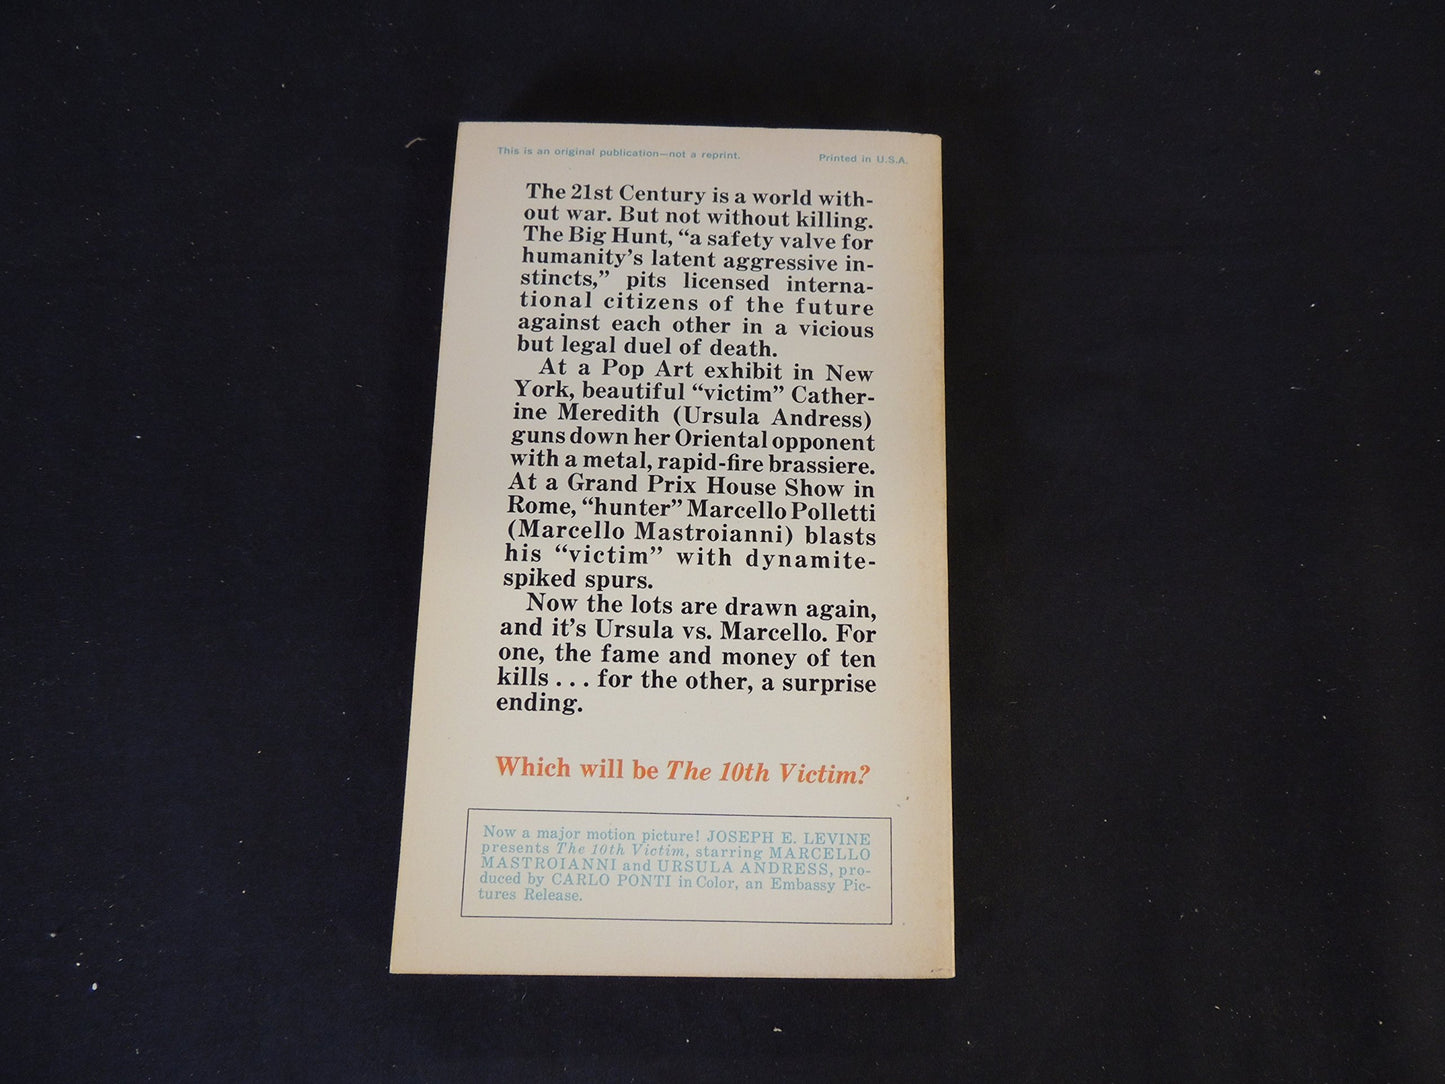 This is an original publication—not a reprint.
Printed in U.S.A.
The 21st Century is a world with-
out war. But not without killing.
The Big Hunt, “a safety valve for
humanity’s latent aggressive in-
stincts,” pits licensed interna-
tional citizens of the future
against each other in a vicious
but legal duel of death.
At a Pop Art exhibit in New
York, beautiful “victim” Cather-
ine Meredith (Ursula Andress)
guns down her Oriental opponent
with a metal, rapid-fire brassiere.
At a Grand Prix House Show in
Rome, “hunter” Marcello Polletti
(Marcello Mastroianni) blasts
his “victim” with dynamite-
spiked spurs.
Now the lots are drawn again,
and it’s Ursula vs. Marcello. For
one, the fame and money of ten
kills . . . for the other, a surprise
ending.
Which will be The 10th Victim?
Now a major motion picture! JOSEPH E. LEVINE
presents The 10th Victim, starring MARCELLO
MASTROIANNI and URSULA ANDRESS, pro-
duced by CARLO PONTI in Color, an Embassy Pic-
tures Release.